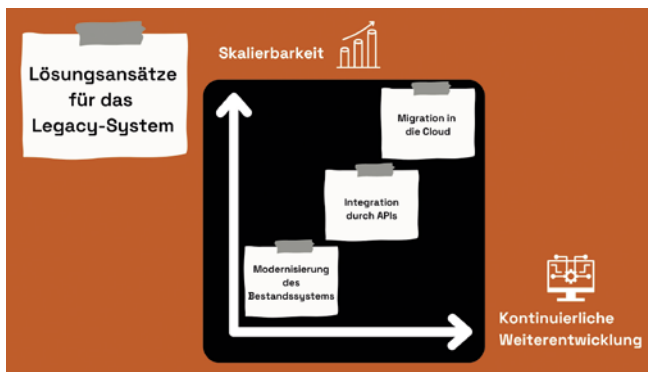 Lösungsansätze
für das
Legacy-System
Skalierbarkeit
Migration in
die Cloud
Integration
durch APIs
Modernisierung
des
Bestandssystems
Kontinuierliche
Weiterentwicklung